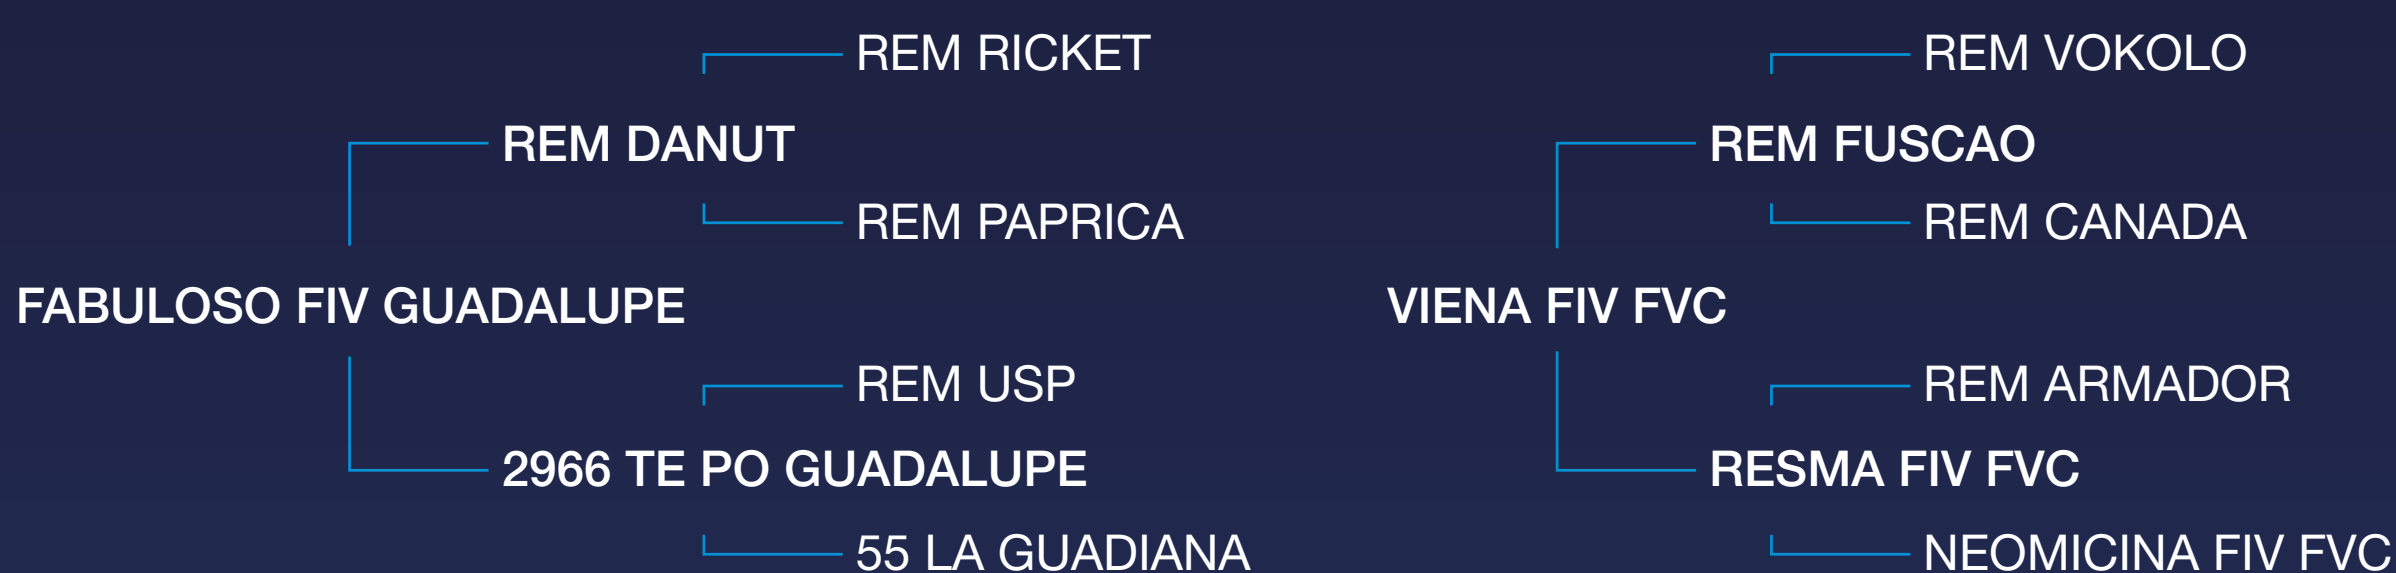 REM RICKET
REM DANUT
REM PAPRICA
FABULOSO FIV GUADALUPE
REM USP
2966 TE PO GUADALUPE
55 LA GUADIANA
REM VOKOLO
REM FUSCAO
REM CANADA
VIENA FIV FVC
REM ARMADOR
RESMA FIV FVC
NEOMICINA FIV FVC